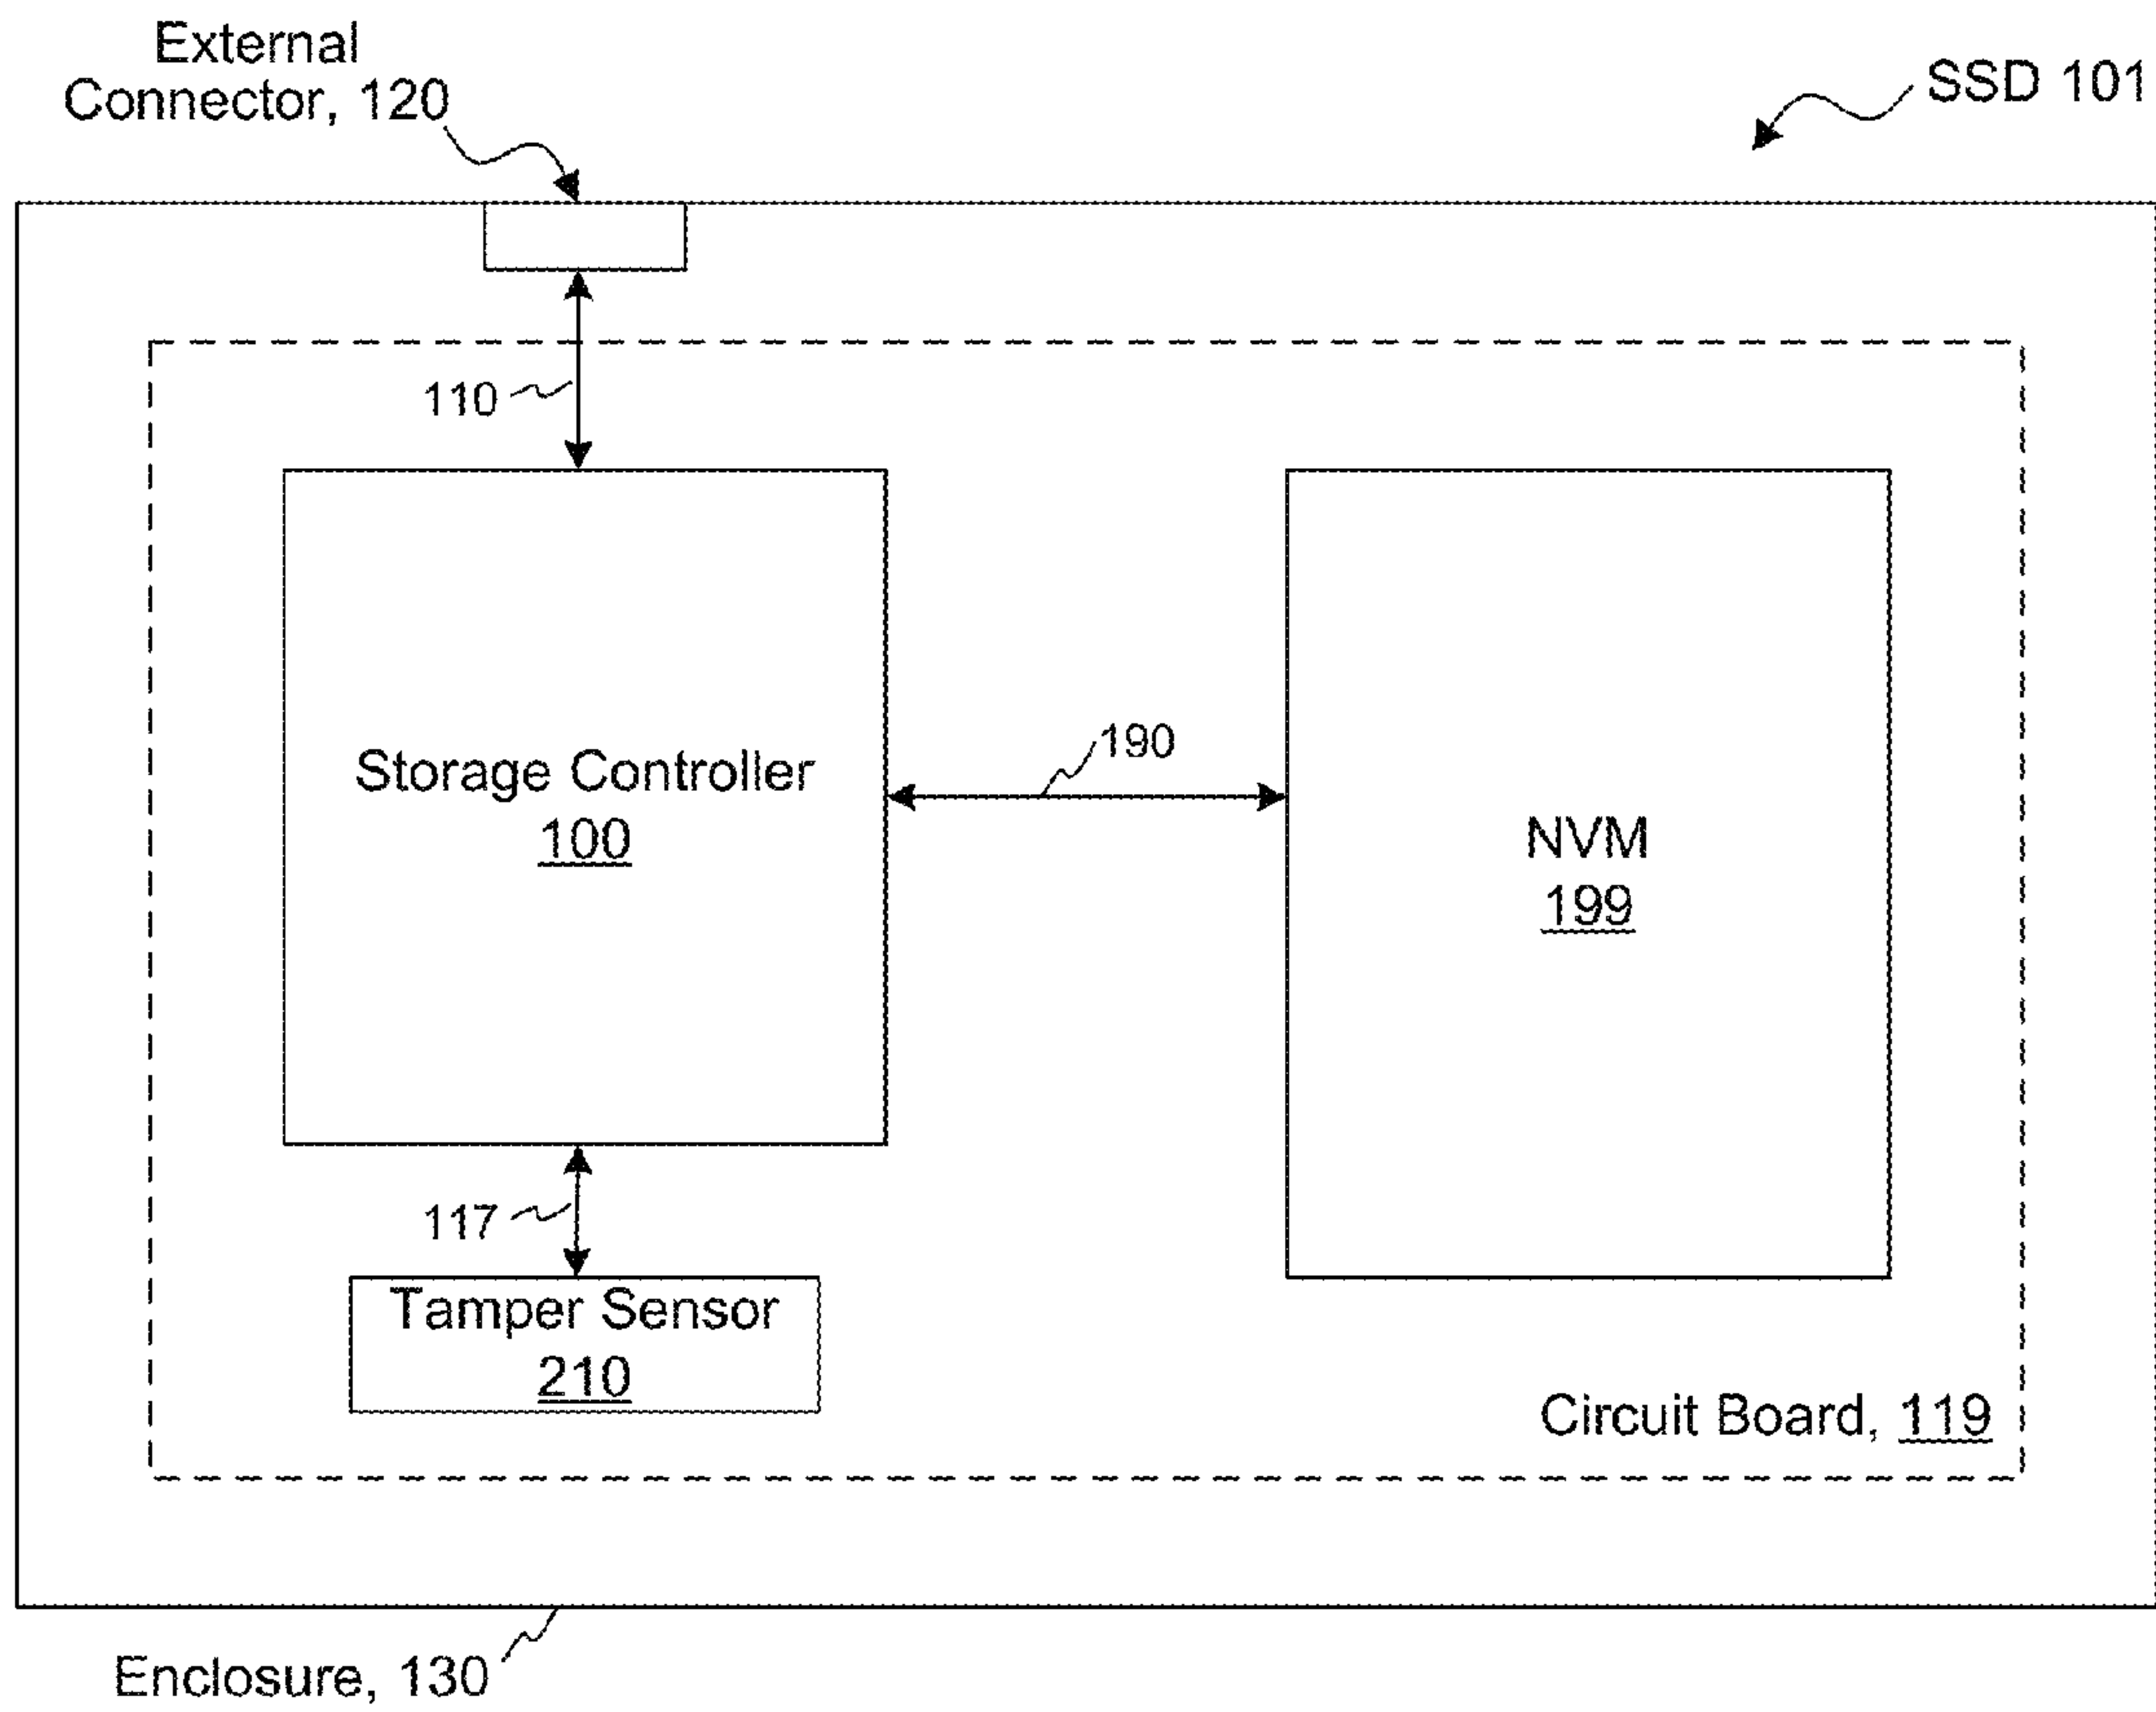 External
Connector, 120
SSD 101
110
Storage Controller
100
190
NVM
199
117
Tamper Sensor
210
Circuit Board, 119
Enclosure, 130